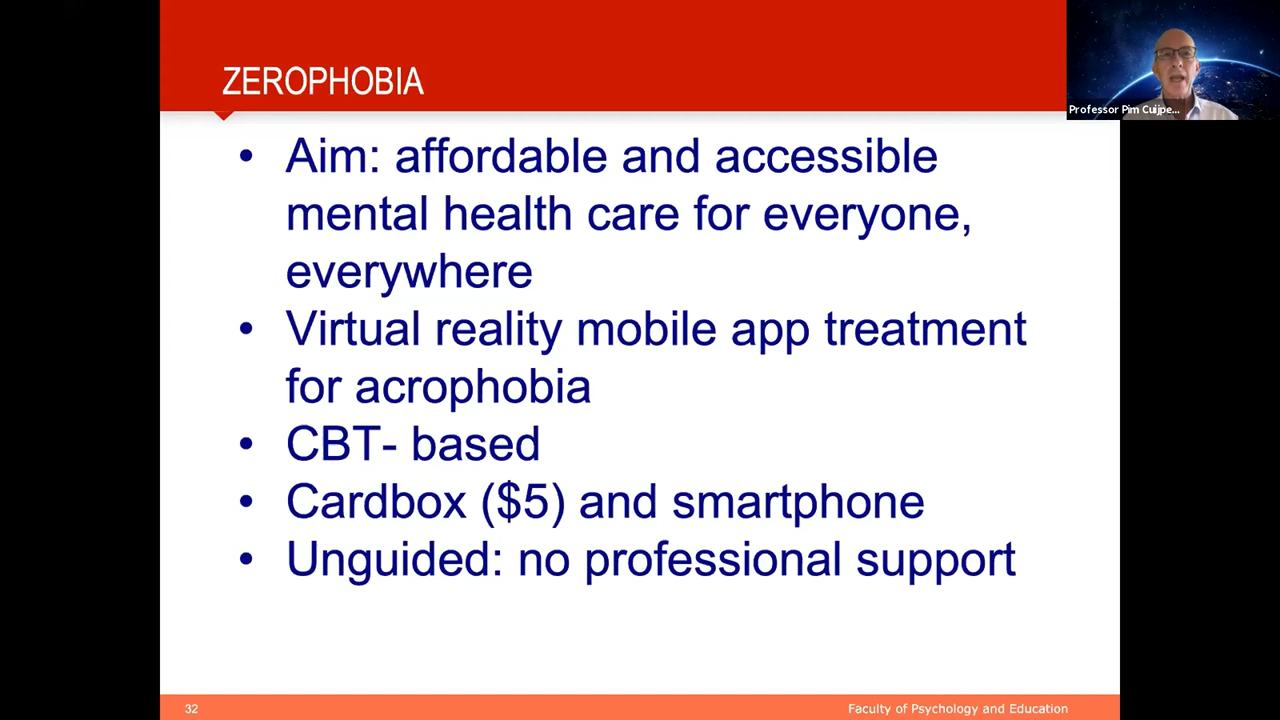 ZEROPHOBIA
Professor Pim Cuijpe...
• Aim: affordable and accessible
mental health care for everyone,
everywhere
• Virtual reality mobile app treatment
for acrophobia
• CBT- based
• Cardbox ($5) and smartphone
• Unguided: no professional support
32
Faculty of Psychology and Education